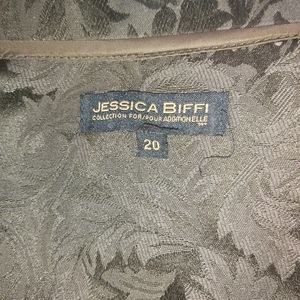 JESSICA BIFFI
COLLECTION FOR/POUR ADDITION ELLE
20